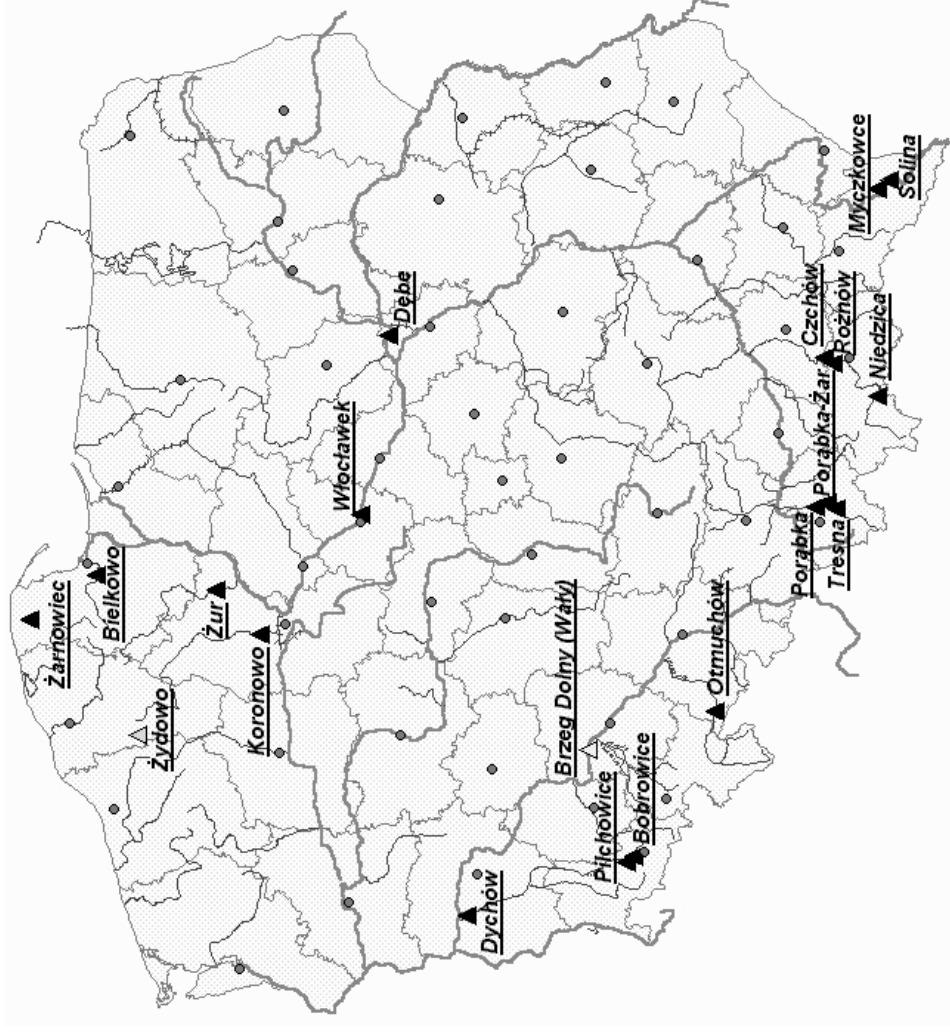 Żarnowiec
Bielkowo
Żydowo
Żur
Koronowo
Włocławek
Dębe
Dychów
Brzeg Dolny (Wały)
Pilchowice
Bobrowice
Otmuchów
Porąbka
Tresna
Porąbka-Żar
Czchów
Rożnów
Niedzica
Myczkowce
Solina